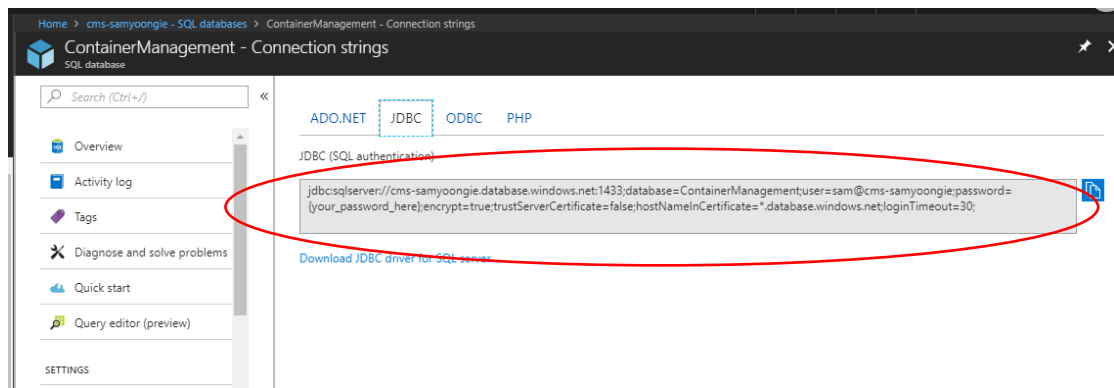 Home > cms-samyoongie - SQL databases > ContainerManagement - Connection strings
ContainerManagement - Connection strings
SQL database
Search (Ctrl+/)
«
Overview
Activity log
Tags
Diagnose and solve problems
Quick start
Query editor (preview)
SETTINGS
ADO.NET JDBC ODBC PHP
JDBC (SQL authentication)
jdbc:sqlserver://cms-samyoongie.database.windows.net:1433;database=ContainerManagement;user=sam@cms-samyoongie;password=
{your_password_here};encrypt=true;trustServerCertificate=false;hostNameInCertificate=*.database.windows.net;loginTimeout=30;
Download JDBC driver for SQL server